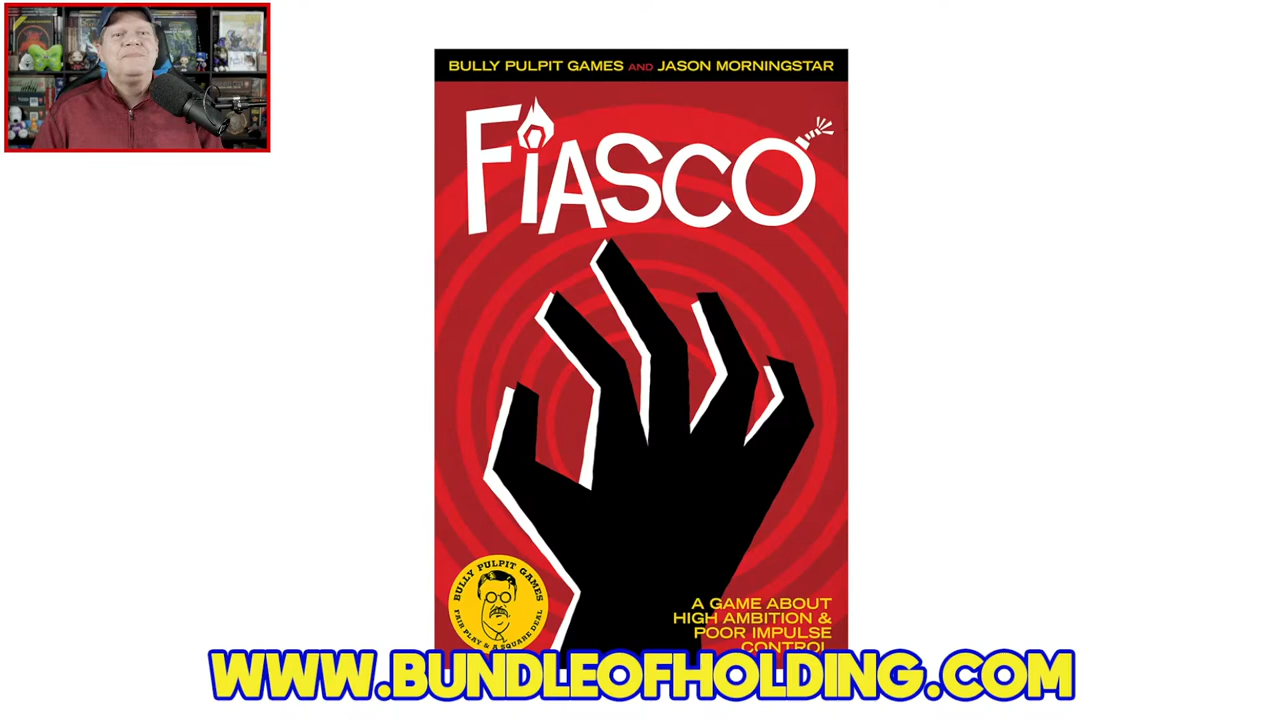 BULLY PULPIT GAMES AND JASON MORNINGSTAR
FiASCO
BULLY PULPIT GAMES
FAIR PLAY & A SQUARE DEAL
A GAME ABOUT
HIGH AMBITION &
POOR IMPULSE
CONTROL
WWW.BUNDLEOFHOLDING.COM